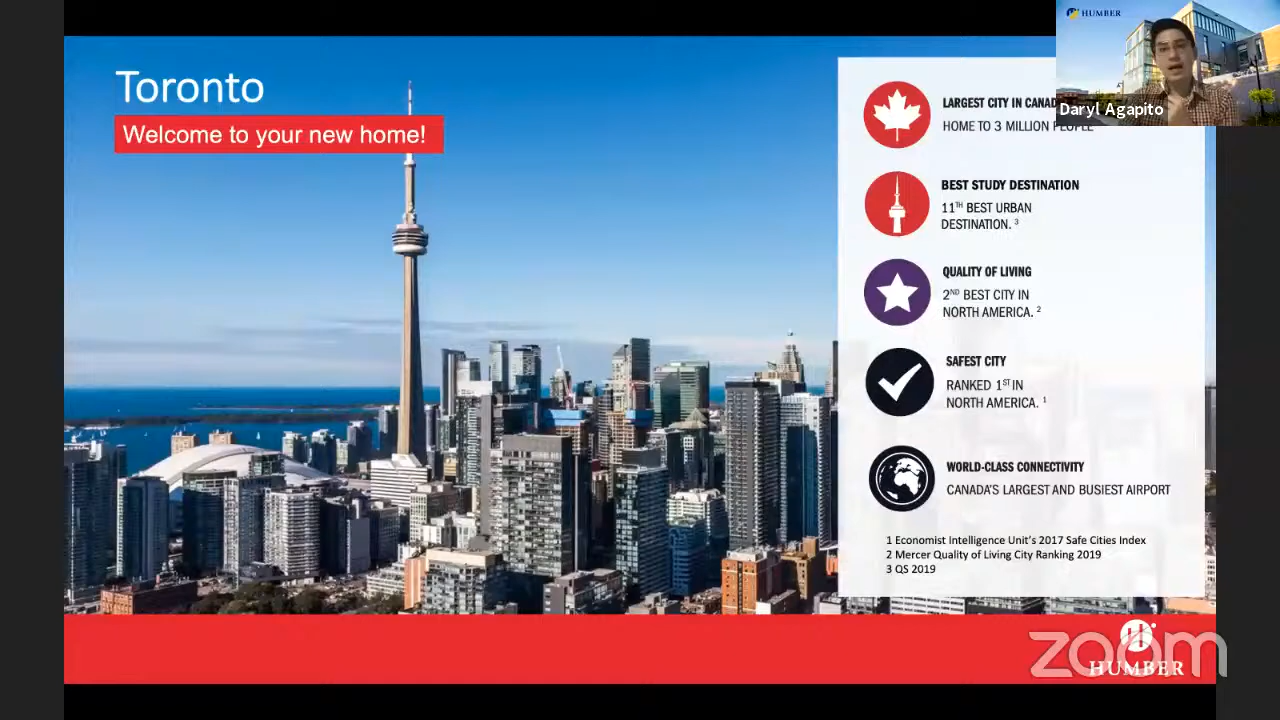 Toronto
Welcome to your new home!
LARGEST CITY IN CANAD
HOME TO 3 MILLION PEOPLE
BEST STUDY DESTINATION
11TH BEST URBAN
DESTINATION. 3
QUALITY OF LIVING
2ND BEST CITY IN
NORTH AMERICA. 2
SAFEST CITY
RANKED 1ST IN
NORTH AMERICA. 1
WORLD-CLASS CONNECTIVITY
CANADA'S LARGEST AND BUSIEST AIRPORT
1 Economist Intelligence Unit's 2017 Safe Cities Index
2 Mercer Quality of Living City Ranking 2019
3 QS 2019
HUMBER
Daryl Agapito
zoom
HUMBER